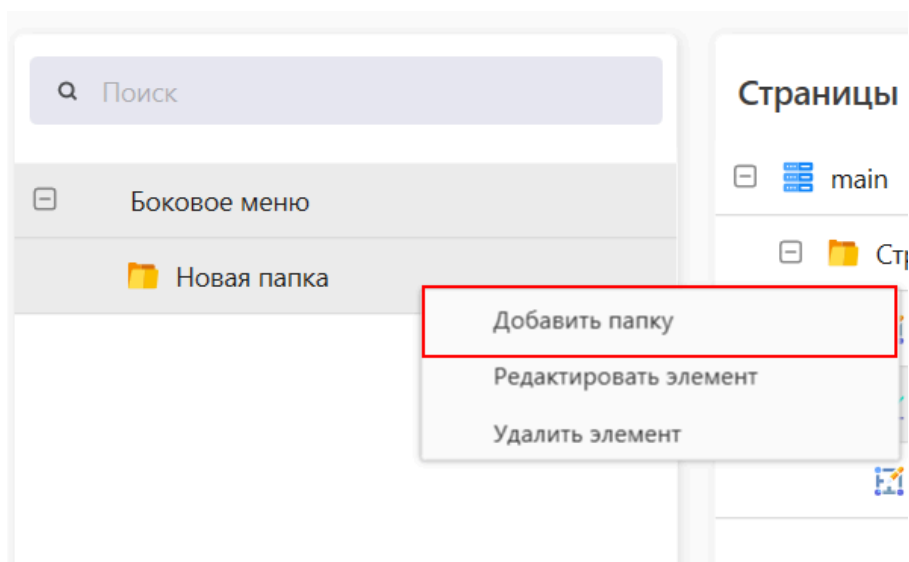 Поиск
Боковое меню
Новая папка
Добавить папку
Редактировать элемент
Удалить элемент
Страницы
main